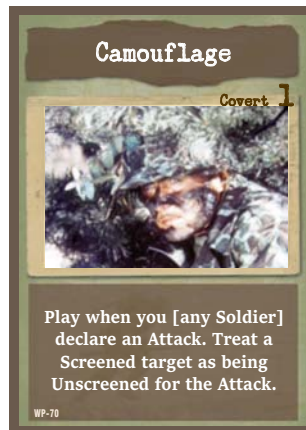 Camouflage
Covert 1
Play when you [any Soldier]
declare an Attack. Treat a
Screened target as being
Unscreened for the Attack.
WP-70